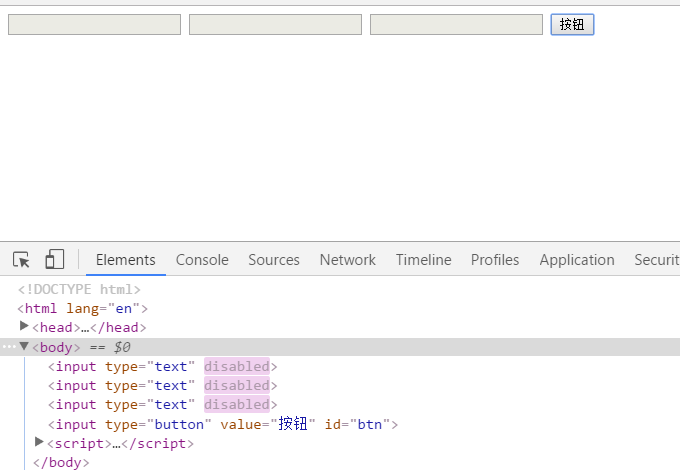 按钮
Elements Console Sources Network Timeline Profiles Application Securit
<!DOCTYPE html>
<html lang="en">
<head>…</head>
<body> == $0
<input type="text" disabled>
<input type="text" disabled>
<input type="text" disabled>
<input type="button" value="按钮" id="btn">
<script>…</script>
</body>